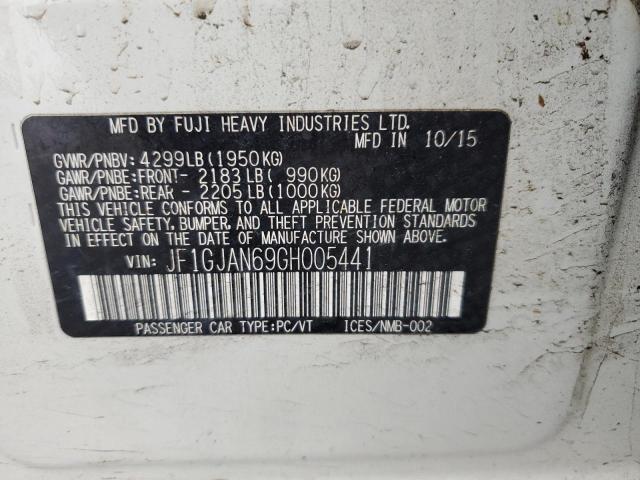 MFD BY FUJI HEAVY INDUSTRIES LTD.
MFD IN 10/15
GVWR/PNBV: 4299LB(1950KG)
GAWR/PNBE:FRONT- 2183LB( 990KG)
GAWR/PNBE:REAR - 2205LB(1000KG)
THIS VEHICLE CONFORMS TO ALL APPLICABLE FEDERAL MOTOR
VEHICLE SAFETY, BUMPER, AND THEFT PREVENTION STANDARDS
IN EFFECT ON THE DATE OF MANUFACTURE SHOWN ABOVE.
VIN: JF1GJAN69GH005441
PASSENGER CAR TYPE:PC/VT ICES/NMB-002